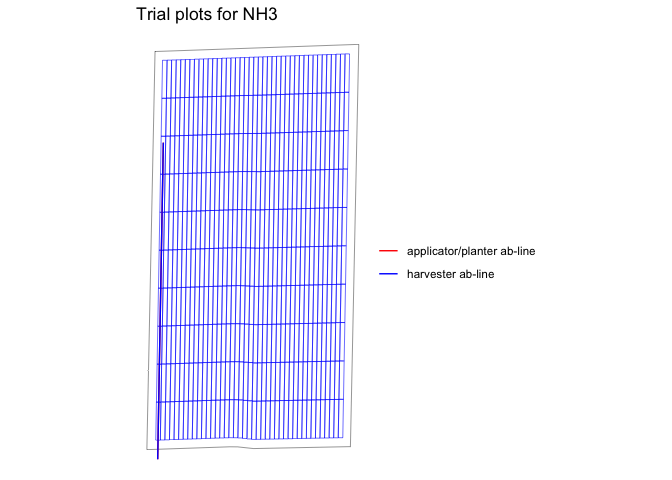 Trial plots for NH3
applicator/planter ab-line
harvester ab-line